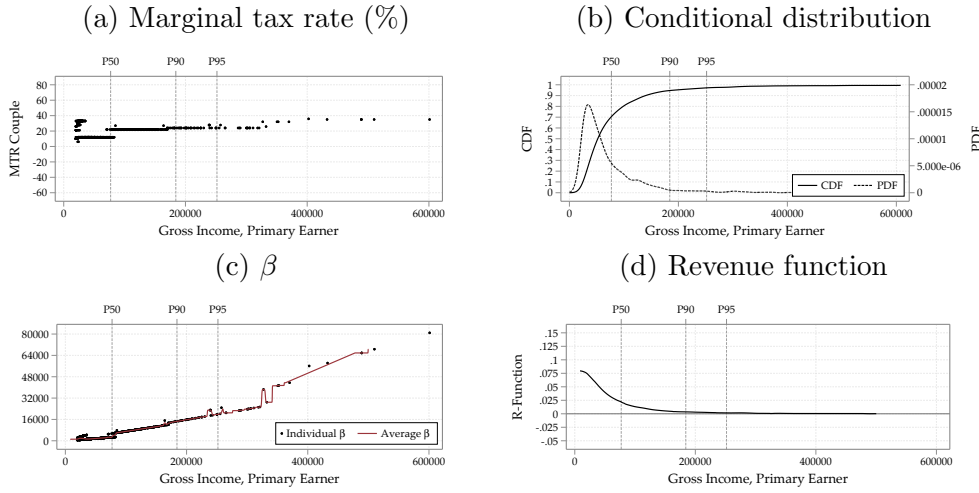 (a) Marginal tax rate (%)
P50 P90 P95
80
60
40
20
0
-20
-40
-60
MTR Couple
0 200000 400000 600000
Gross Income, Primary Earner
(b) Conditional distribution
P50 P90 P95
1
.9
.8
.7
.6
.5
.4
.3
.2
.1
0
CDF
.00002
.000015
.00001
5.000e-06
0
PDF
CDF PDF
0 200000 400000 600000
Gross Income, Primary Earner
(c) β
P50 P90 P95
80000
64000
48000
32000
16000
0
Individual β Average β
0 200000 400000 600000
Gross Income, Primary Earner
(d) Revenue function
P50 P90 P95
.15
.125
.1
.075
.05
.025
0
-.025
-.05
R-Function
0 200000 400000 600000
Gross Income, Primary Earner